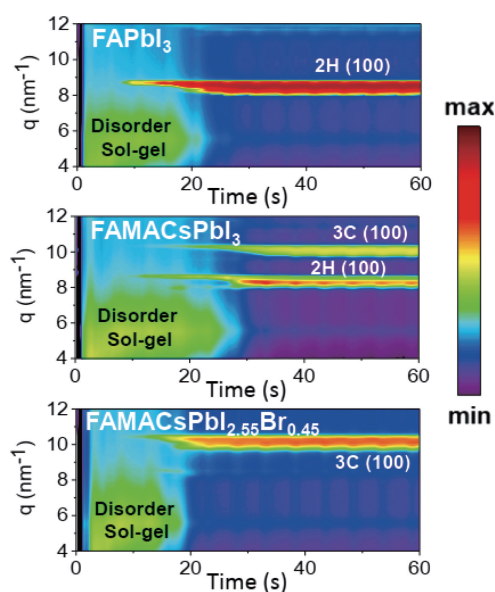 FAPbI3
12
10
8
6
4
q (nm-1)
2H (100)
Disorder
Sol-gel
0 20 40 60
Time (s)
FAMACsPbI3
12
10
8
6
4
q (nm-1)
3C (100)
2H (100)
Disorder
Sol-gel
0 20 40 60
Time (s)
FAMACsPbI2.55Br0.45
12
10
8
6
4
q (nm-1)
3C (100)
Disorder
Sol-gel
0 20 40 60
Time (s)
max
min